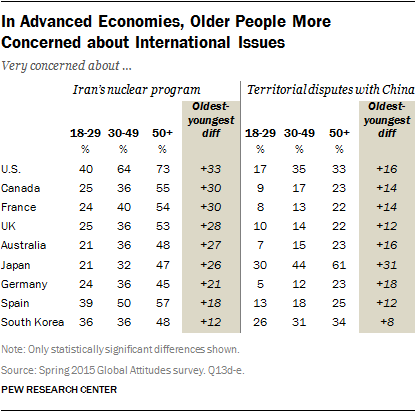 In Advanced Economies, Older People More
Concerned about International Issues
Very concerned about ...
Iran's nuclear program Territorial disputes with China
18-29 30-49 50+ Oldest-youngest diff 18-29 30-49 50+ Oldest-youngest diff
% % % % % %
U.S. 40 64 73 +33 17 35 33 +16
Canada 25 36 55 +30 9 17 23 +14
France 24 40 54 +30 8 13 22 +14
UK 25 36 53 +28 10 14 22 +12
Australia 21 36 48 +27 7 15 23 +16
Japan 21 32 47 +26 30 44 61 +31
Germany 24 36 45 +21 5 12 23 +18
Spain 39 50 57 +18 13 18 25 +12
South Korea 36 36 48 +12 26 31 34 +8
Note: Only statistically significant differences shown.
Source: Spring 2015 Global Attitudes survey. Q13d-e.
PEW RESEARCH CENTER